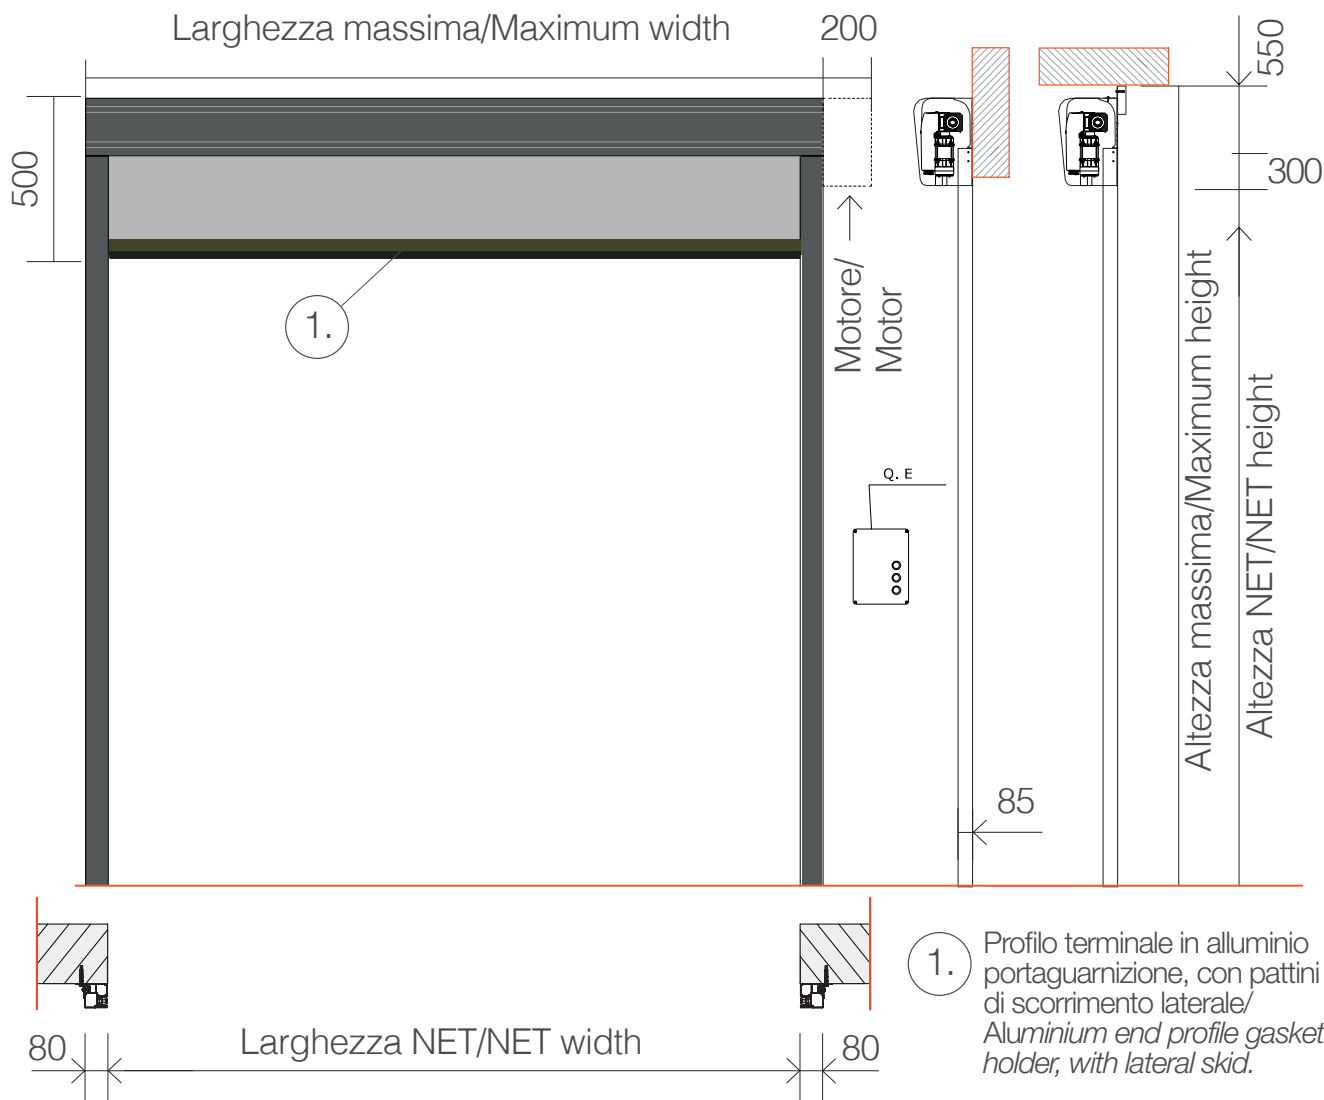 Larghezza massima/Maximum width
200
550
500
300
1.
Motore/
Motor
Altezza massima/Maximum height
Altezza NET/NET height
Q. E
85
80
Larghezza NET/NET width
80
1.
Profilo terminale in alluminio
portaguarnizione, con pattini
di scorrimento laterale/
Aluminium end profile gasket
holder, with lateral skid.